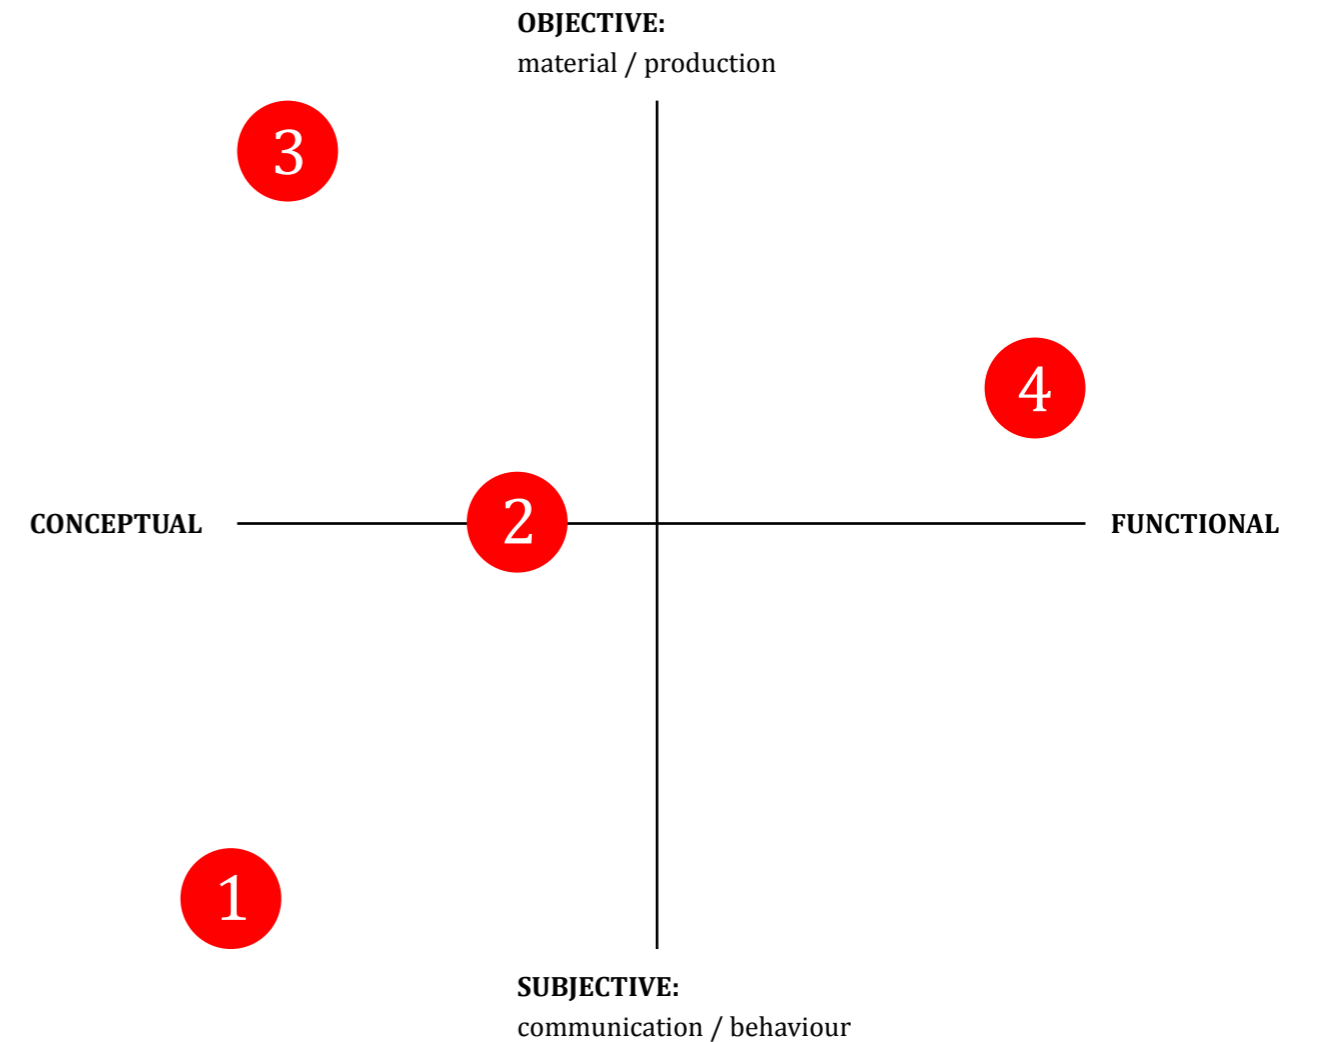 OBJECTIVE:
material / production
3
4
CONCEPTUAL
2
FUNCTIONAL
1
SUBJECTIVE:
communication / behaviour